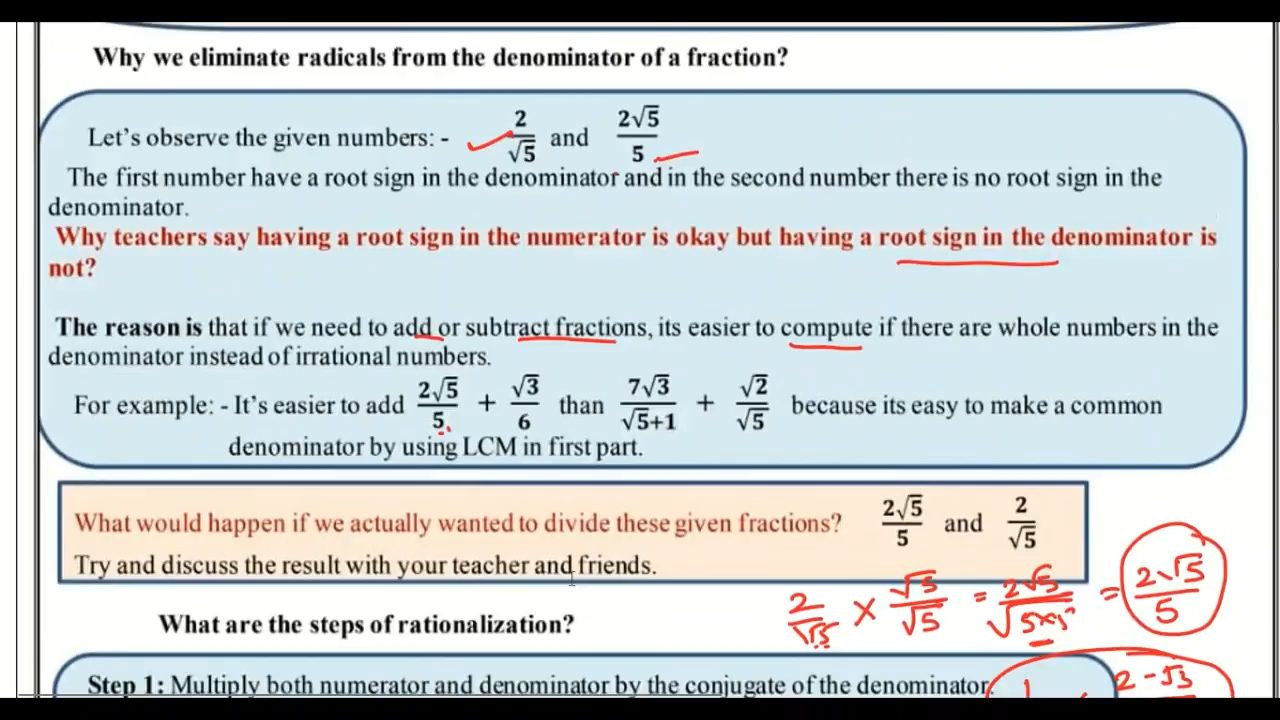 Why we eliminate radicals from the denominator of a fraction?
Let's observe the given numbers: - 2/√5 and 2√5/5
The first number have a root sign in the denominator and in the second number there is no root sign in the
denominator.
Why teachers say having a root sign in the numerator is okay but having a root sign in the denominator is
not?
The reason is that if we need to add or subtract fractions, its easier to compute if there are whole numbers in the
denominator instead of irrational numbers.
For example: - It's easier to add 2√5/5 + √3/6 than 7√3/√5+1 + √2/√5 because its easy to make a common
denominator by using LCM in first part.
What would happen if we actually wanted to divide these given fractions? 2√5/5 and 2/√5
Try and discuss the result with your teacher and friends.
2/√5 × √5/√5 = 2√5/√5×5 = 2√5/5
What are the steps of rationalization?
Step 1: Multiply both numerator and denominator by the conjugate of the denominator.
1 2-√3